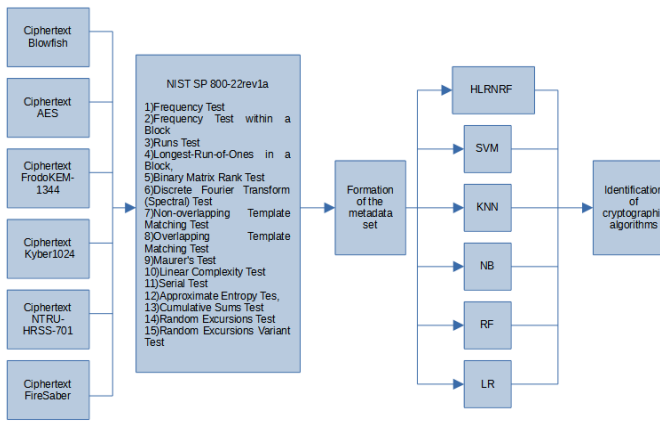 Ciphertext
Blowfish
Ciphertext
AES
Ciphertext
FrodoKEM-
1344
Ciphertext
Kyber1024
Ciphertext
NTRU-
HRSS-701
Ciphertext
FireSaber
NIST SP 800-22rev1a
1)Frequency Test
2)Frequency Test within a
Block
3)Runs Test
4)Longest-Run-of-Ones in a
Block,
5)Binary Matrix Rank Test
6)Discrete Fourier Transform
(Spectral) Test
7)Non-overlapping Template
Matching Test
8)Overlapping Template
Matching Test
9)Maurer's Test
10)Linear Complexity Test
11)Serial Test
12)Approximate Entropy Tes,
13)Cumulative Sums Test
14)Random Excursions Test
15)Random Excursions Variant
Test
Formation
of the
metadata
set
HLRNRF
SVM
KNN
NB
RF
LR
Identification
of
cryptographic
algorithms